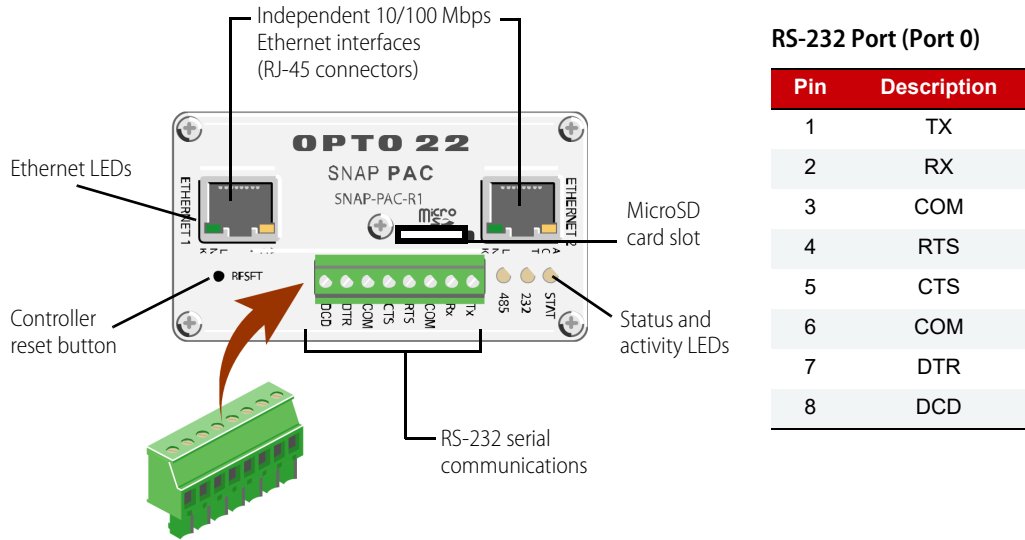 Independent 10/100 Mbps
Ethernet interfaces
(RJ-45 connectors)
RS-232 Port (Port 0)
Pin Description
1 TX
2 RX
3 COM
4 RTS
5 CTS
6 COM
7 DTR
8 DCD
OPTO 22
SNAP PAC
SNAP-PAC-R1
Micro
Ethernet LEDs
ETHERNET 1
ETHERNET 2
MicroSD
card slot
RESET
DCD
DTR
COM
CTS
RTS
COM
Rx
Tx
485
232
STAT
Controller
reset button
Status and
activity LEDs
RS-232 serial
communications